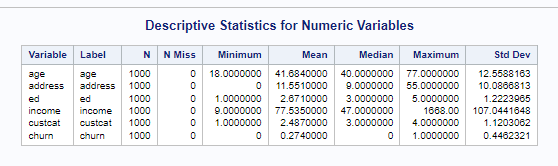 Descriptive Statistics for Numeric Variables
Variable Label N N Miss Minimum Mean Median Maximum Std Dev
age age 1000 0 18.0000000 41.6840000 40.0000000 77.0000000 12.5588163
address address 1000 0 0 11.5510000 9.0000000 55.0000000 10.0866813
ed ed 1000 0 1.0000000 2.6710000 3.0000000 5.0000000 1.2223965
income income 1000 0 9.0000000 77.5350000 47.0000000 1668.00 107.0441648
custcat custcat 1000 0 1.0000000 2.4870000 3.0000000 4.0000000 1.1203062
churn churn 1000 0 0 0.2740000 0 1.0000000 0.4462321